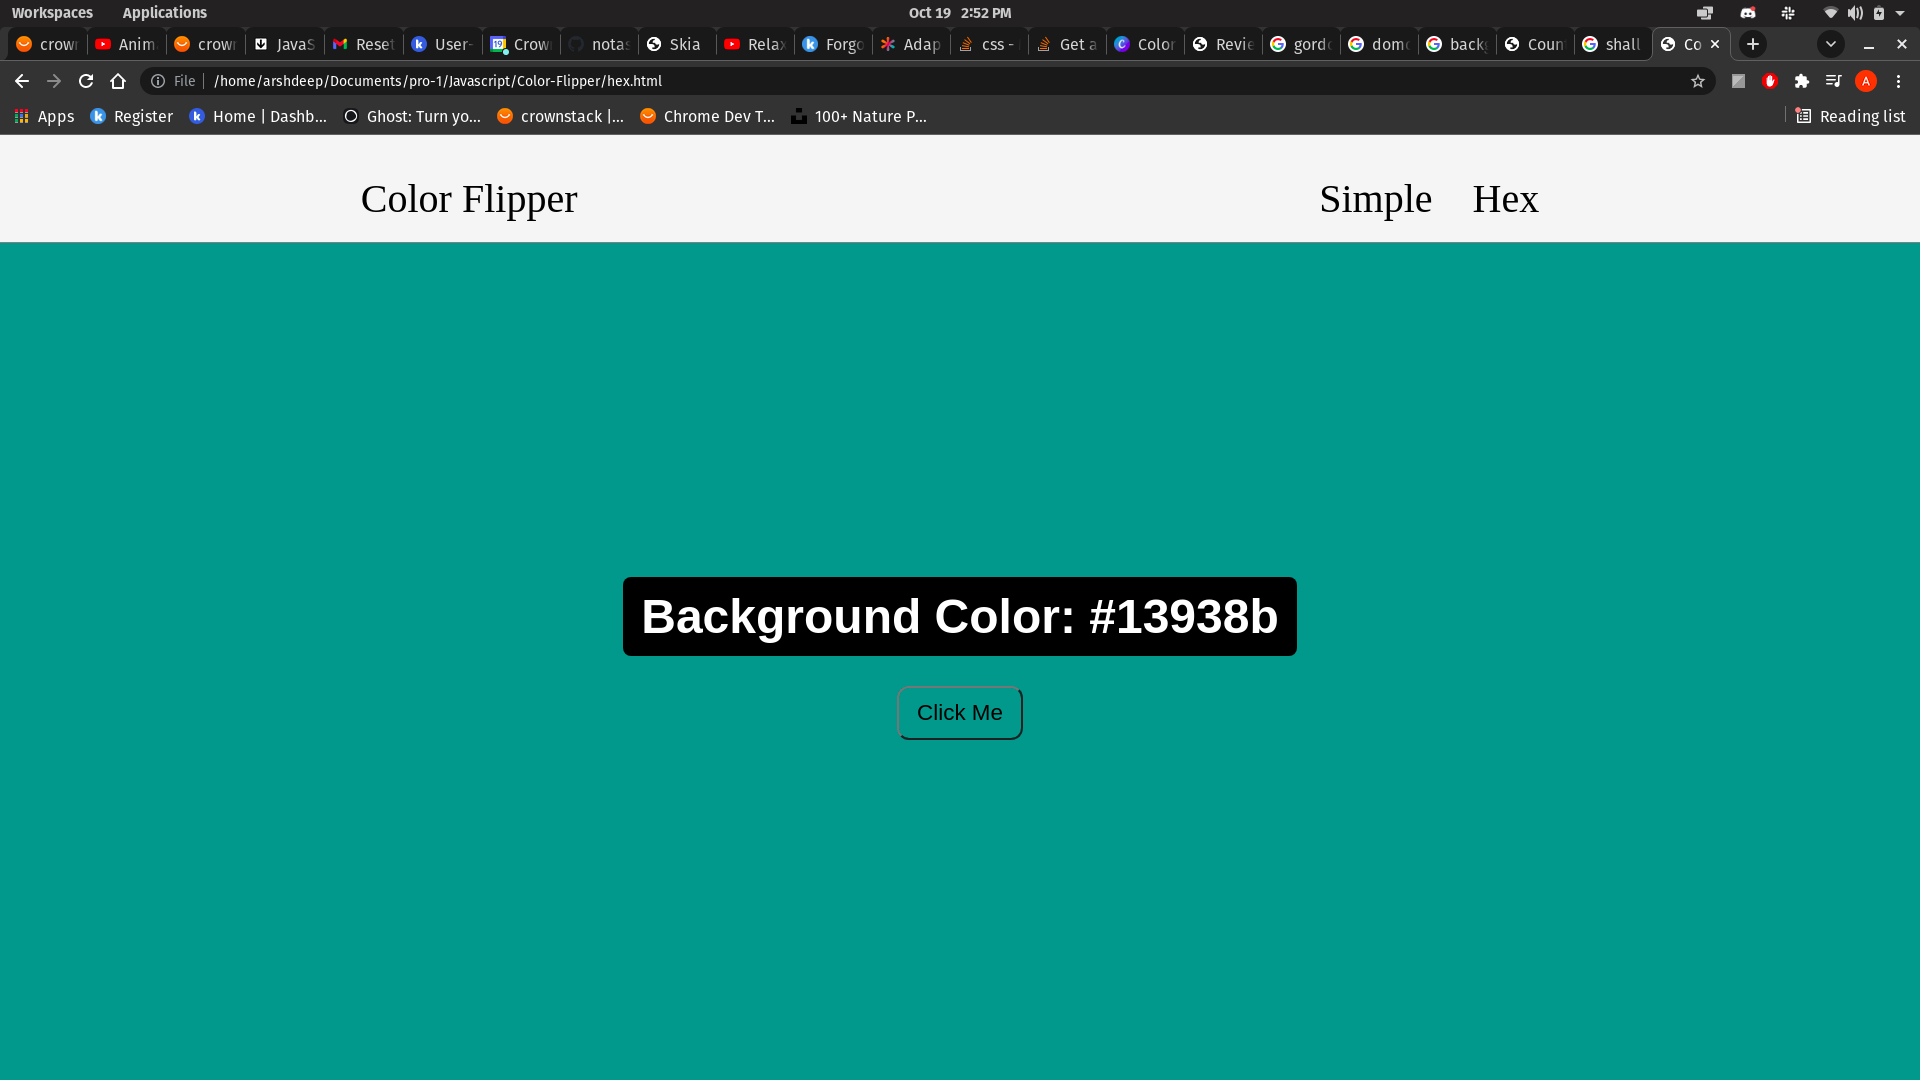 Workspaces Applications Oct 19 2:52 PM
crown Anim crown JavaS Reset User- Crown notas Skia Relax Forgo Adap css - Get a Color Revie gordo domo backg Coun shall Co
File /home/arshdeep/Documents/pro-1/Javascript/Color-Flipper/hex.html A
Apps Register Home | Dashb... Ghost: Turn yo... crownstack |... Chrome Dev T... 100+ Nature P... Reading list
Color Flipper Simple Hex
Background Color: #13938b
Click Me